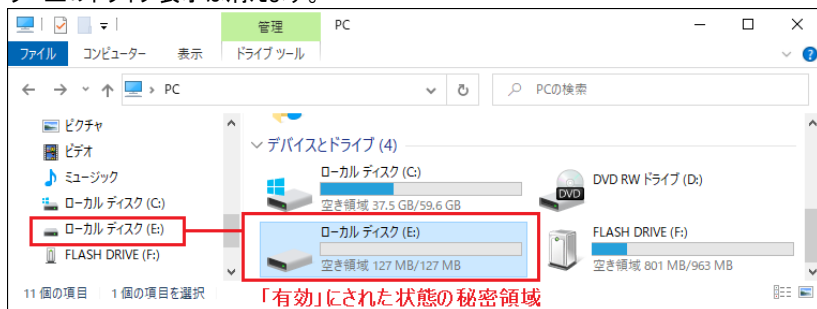 管理
PC
ファイル
コンピューター
表示
ドライブ ツール
PC
PCの検索
ピクチャ
ビデオ
ミュージック
ローカル ディスク (C:)
ローカル ディスク (E:)
FLASH DRIVE (F:)
デバイスとドライブ (4)
ローカル ディスク (C:)
空き領域 37.5 GB/59.6 GB
DVD
DVD RW ドライブ (D:)
ローカル ディスク (E:)
空き領域 127 MB/127 MB
FLASH DRIVE (F:)
空き領域 801 MB/963 MB
11 個の項目
1 個の項目を選択
「有効」にされた状態の秘密領域